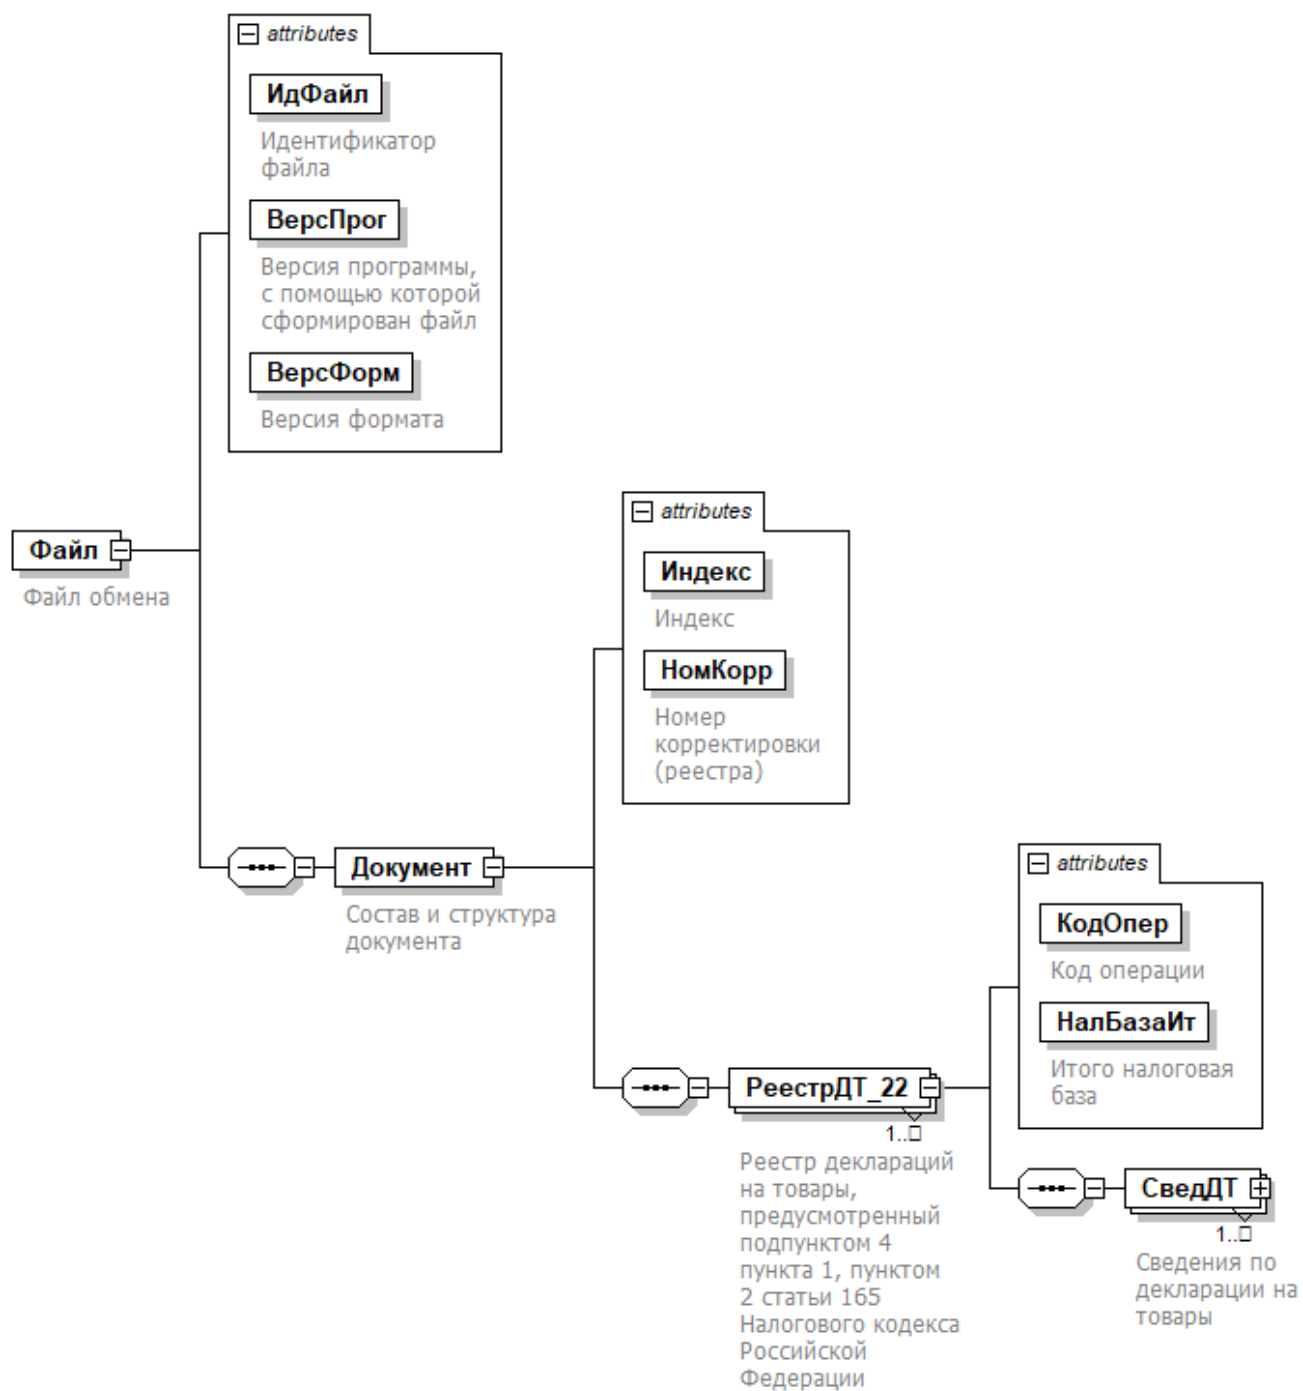 attributes
ИдФайл
Идентификатор
файла
ВерсПрог
Версия программы,
с помощью которой
сформирован файл
ВерсФорм
Версия формата
Файл
Файл обмена
attributes
Индекс
Индекс
НомКорр
Номер
корректировки
(реестра)
Документ
Состав и структура
документа
attributes
КодОпер
Код операции
НалБазаИт
Итого налоговая
база
РеестрДТ_22
1..□
Реестр деклараций
на товары,
предусмотренный
подпунктом 4
пункта 1, пунктом
2 статьи 165
Налогового кодекса
Российской
Федерации
СведДТ
1..□
Сведения по
декларации на
товары